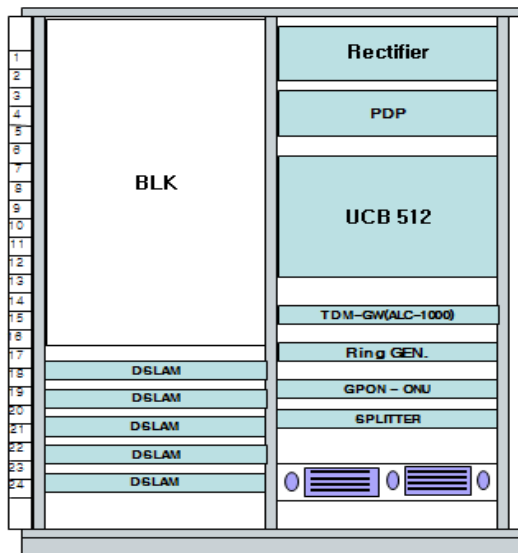 1
2
3
4
5
6
7
8
9
10
11
12
13
14
15
16
17
18
19
20
21
22
23
24
BLK
DSLAM
DSLAM
DSLAM
DSLAM
DSLAM
Rectifier
PDP
UCB 512
TDM-GW(ALC-1000)
Ring GEN.
GPON - ONU
SPLITTER